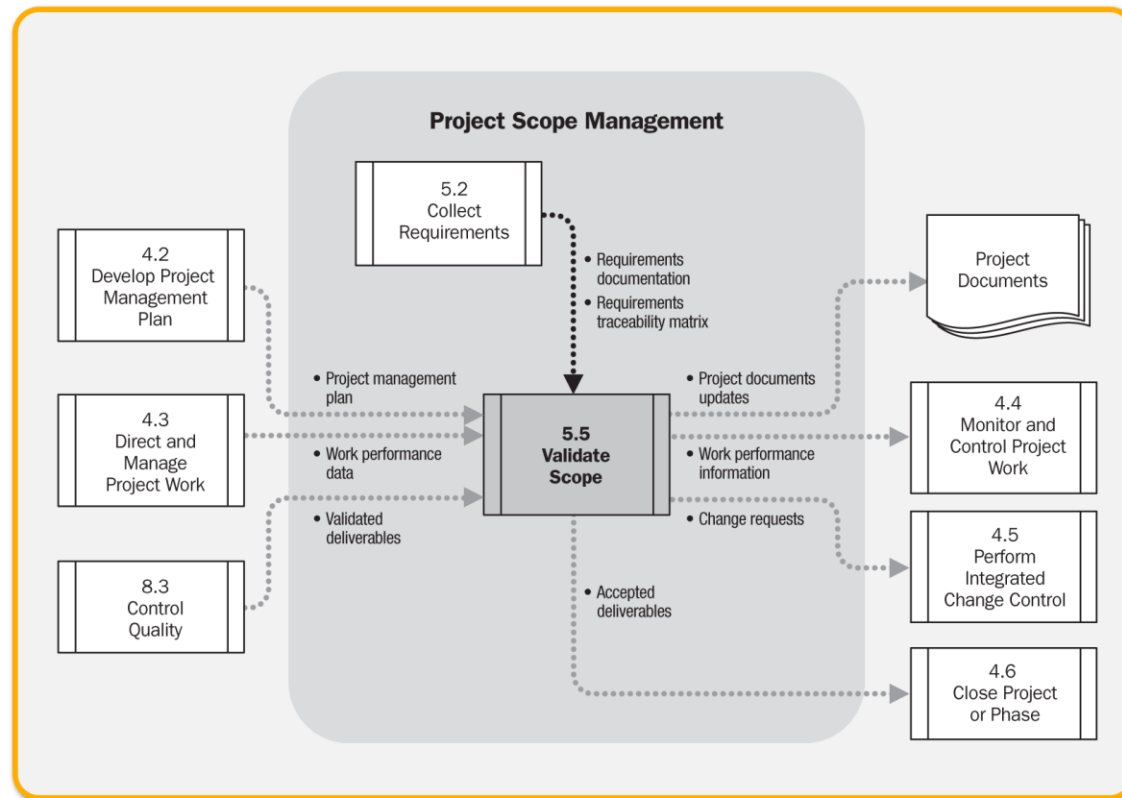 Project Scope Management
5.2
Collect
Requirements
4.2
Develop Project
Management
Plan
• Requirements
documentation
• Requirements
traceability matrix
Project
Documents
• Project management
plan
• Project documents
updates
4.3
Direct and
Manage
Project Work
5.5
Validate
Scope
4.4
Monitor and
Control Project
Work
• Work performance
data
• Work performance
information
• Validated
deliverables
• Change requests
4.5
Perform
Integrated
Change Control
8.3
Control
Quality
• Accepted
deliverables
4.6
Close Project
or Phase